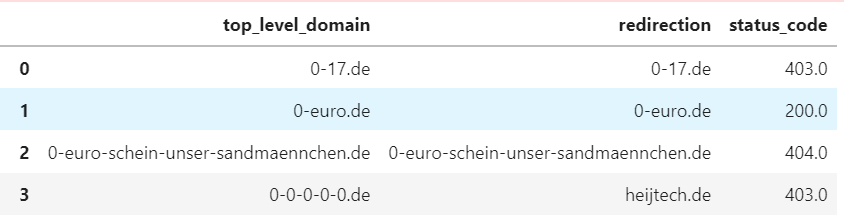 top_level_domain redirection status_code
0 0-17.de 0-17.de 403.0
1 0-euro.de 0-euro.de 200.0
2 0-euro-schein-unser-sandmaennchen.de 0-euro-schein-unser-sandmaennchen.de 404.0
3 0-0-0-0-0.de heijtech.de 403.0